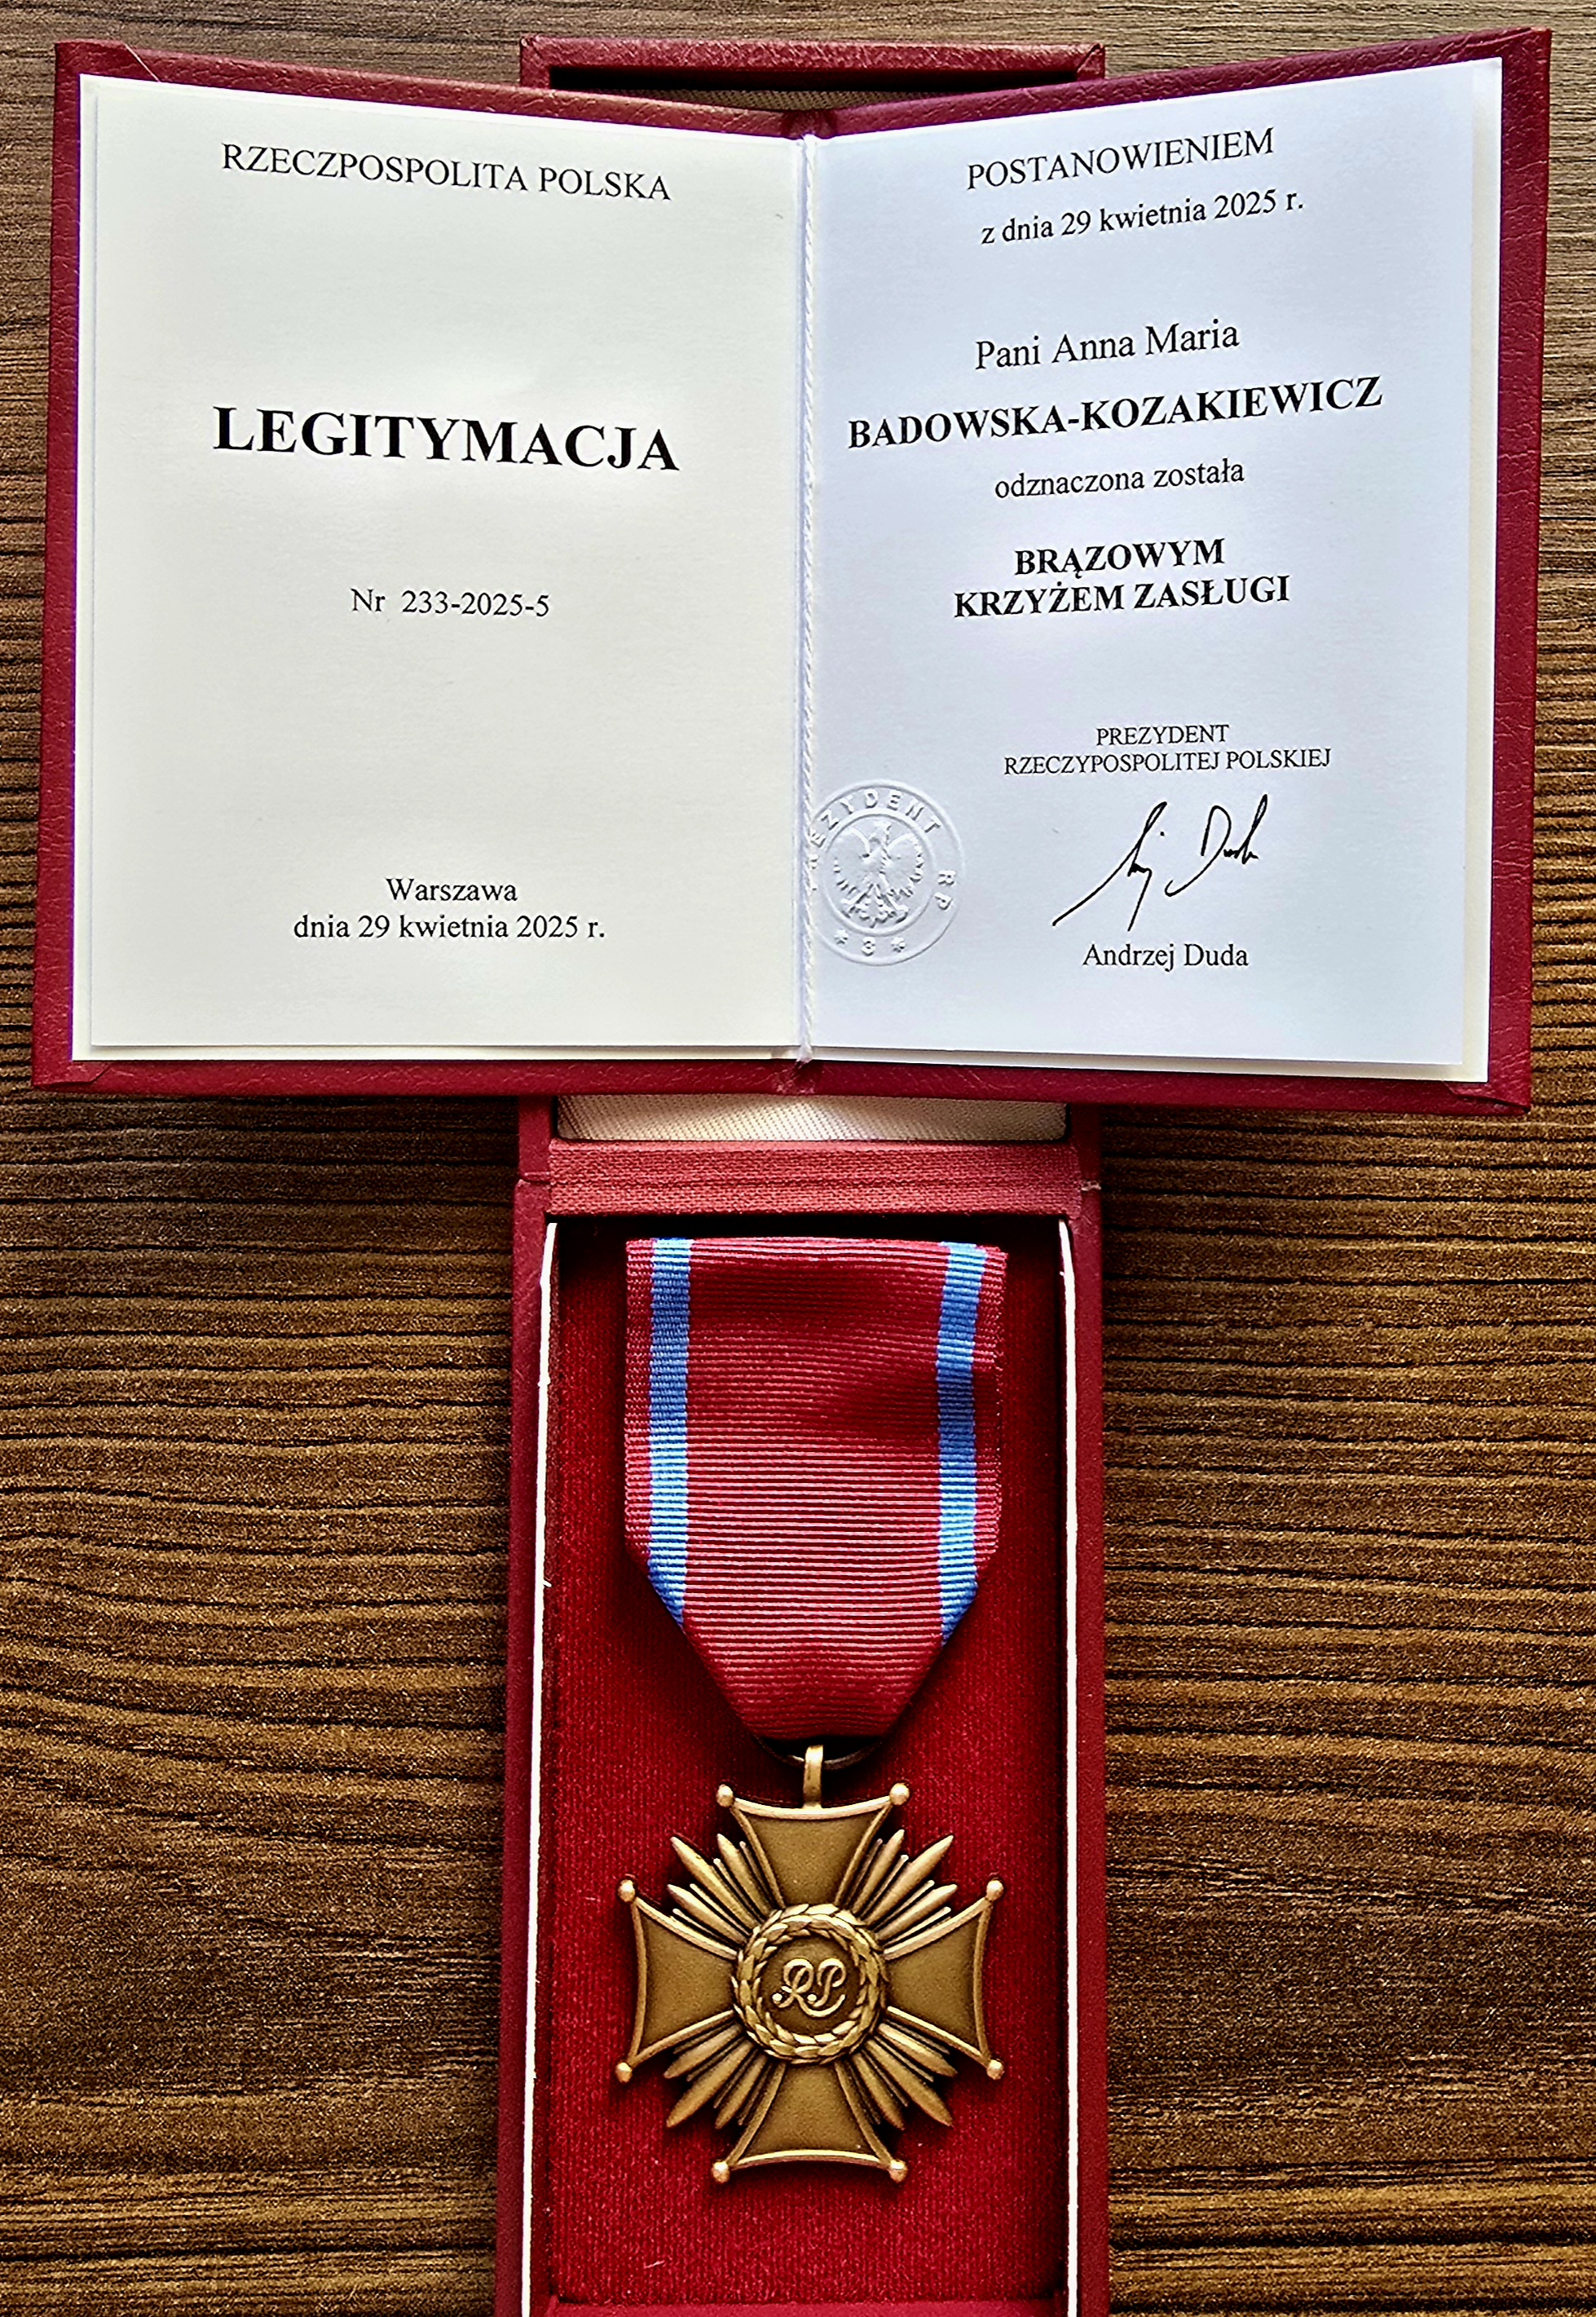 RZECZPOSPOLITA POLSKA
LEGITYMACJA
Nr 233-2025-5
Warszawa
dnia 29 kwietnia 2025 r.
POSTANOWIENIEM
z dnia 29 kwietnia 2025 r.
Pani Anna Maria
BADOWSKA-KOZAKIEWICZ
odznaczona została
BRĄZOWYM
KRZYŻEM ZASŁUGI
PREZYDENT
RZECZYPOSPOLITEJ POLSKIEJ
PREZYDENT RP
* 3 *
Andrzej Duda
RP